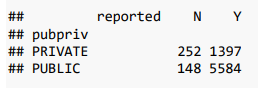 ##          reported    N    Y
## pubpriv
## PRIVATE            252 1397
## PUBLIC             148 5584